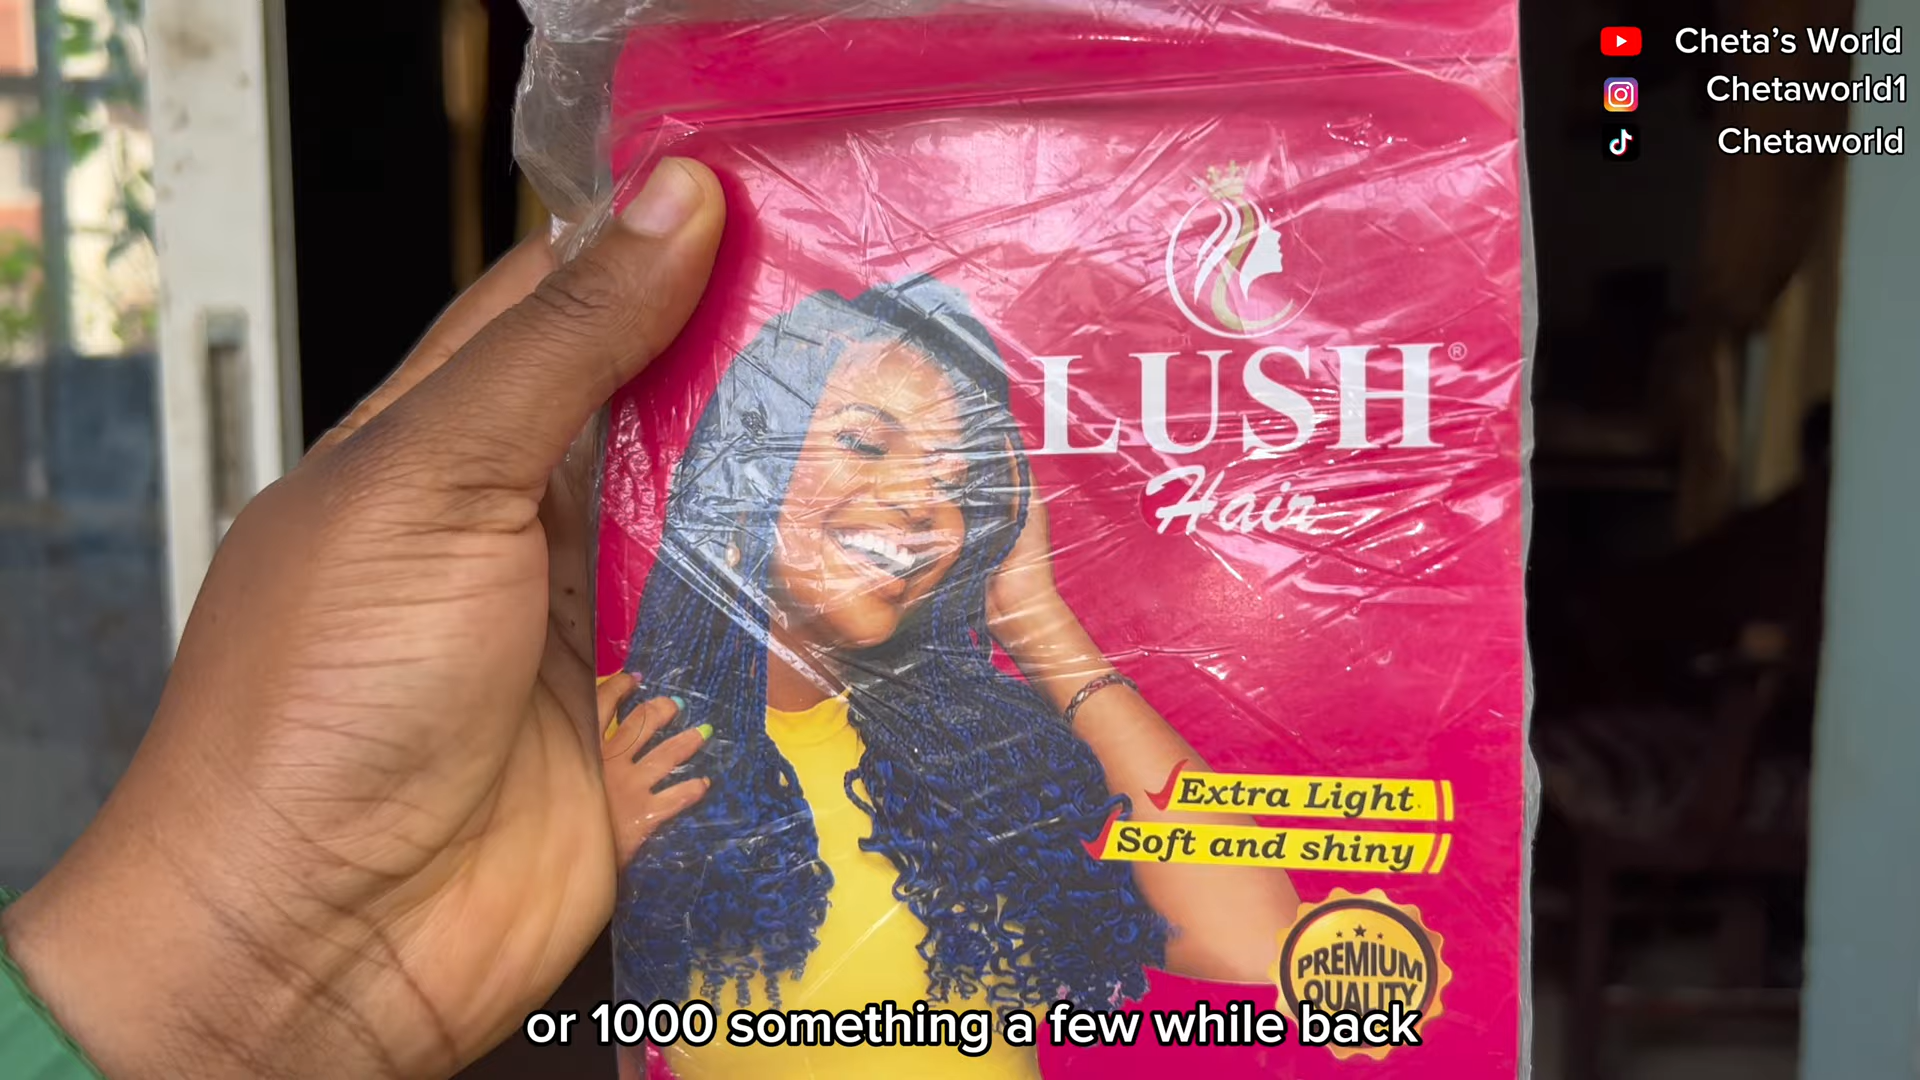 Cheta’s World
Chetaworld1
Chetaworld
LUSH®
Hair
Extra Light
Soft and shiny
PREMIUM
QUALITY
or 1000 something a few while back